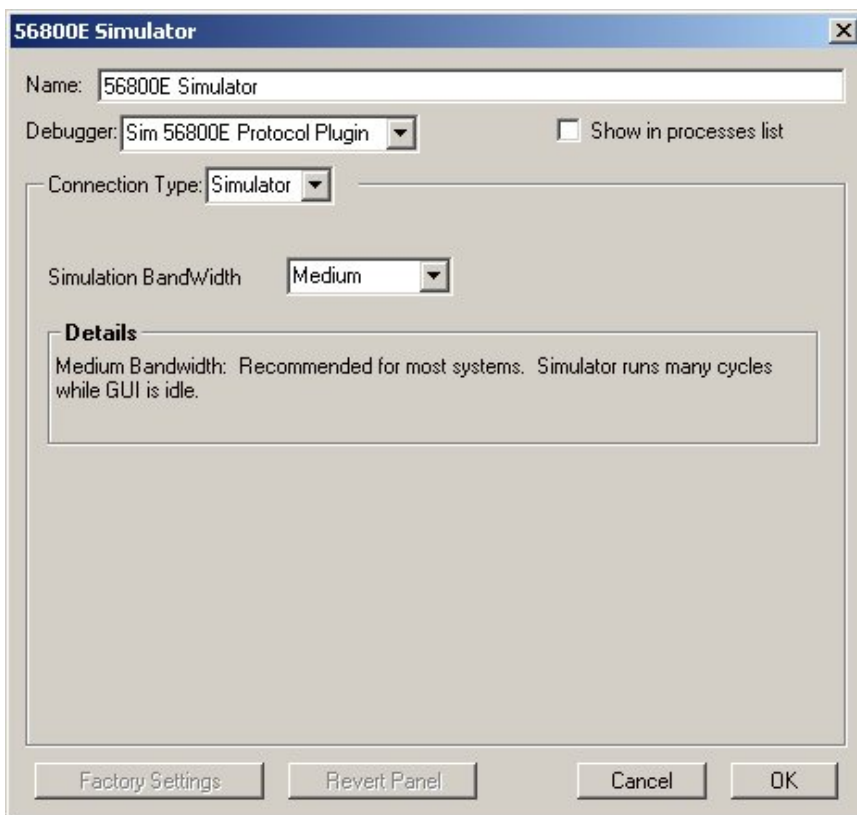 56800E Simulator
Name: 56800E Simulator
Debugger: Sim 56800E Protocol Plugin Show in processes list
Connection Type: Simulator
Simulation BandWidth Medium
Details
Medium Bandwidth: Recommended for most systems. Simulator runs many cycles
while GUI is idle.
Factory Settings Revert Panel Cancel OK